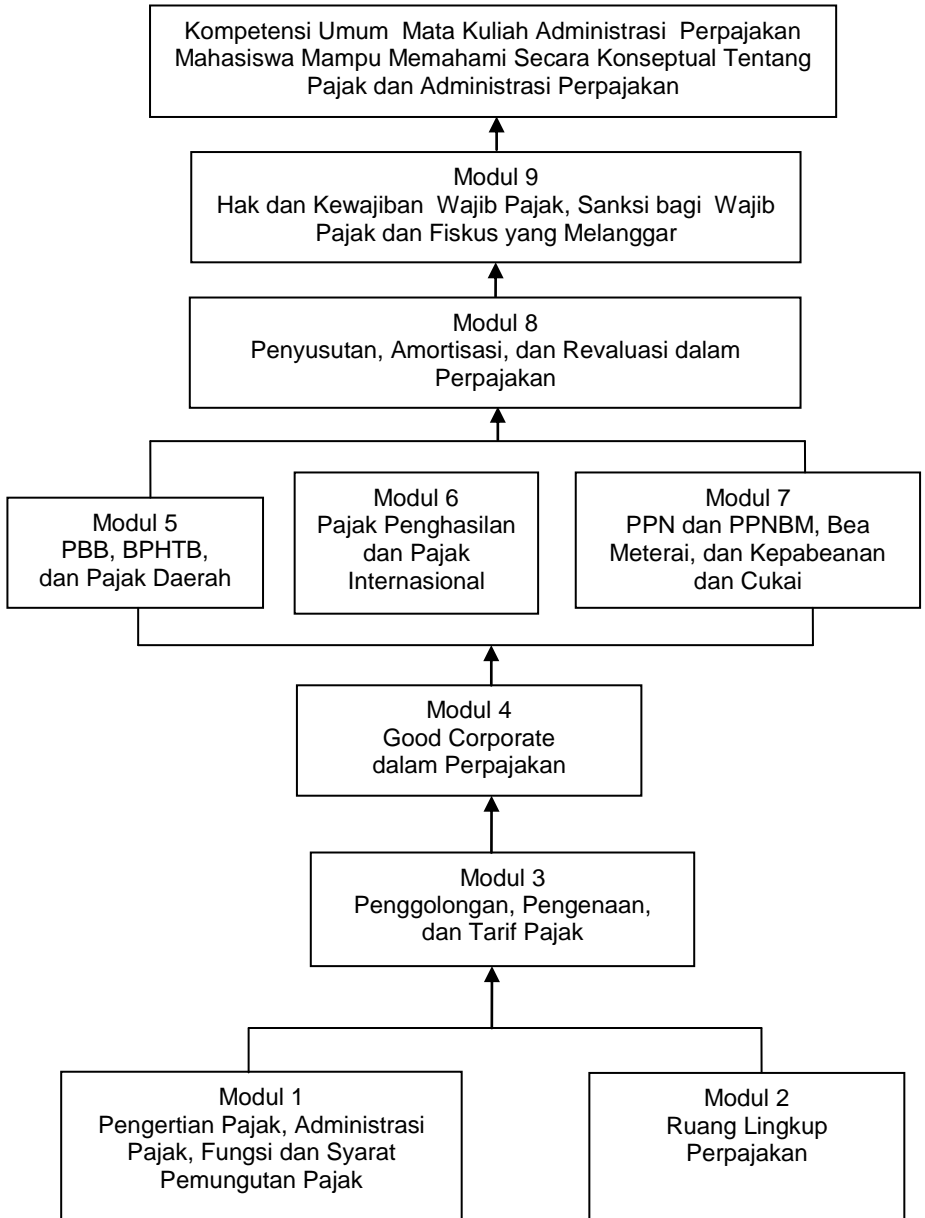 Kompetensi Umum Mata Kuliah Administrasi Perpajakan
Mahasiswa Mampu Memahami Secara Konseptual Tentang
Pajak dan Administrasi Perpajakan
Modul 9
Hak dan Kewajiban Wajib Pajak, Sanksi bagi Wajib
Pajak dan Fiskus yang Melanggar
Modul 8
Penyusutan, Amortisasi, dan Revaluasi dalam
Perpajakan
Modul 5
PBB, BPHTB,
dan Pajak Daerah
Modul 6
Pajak Penghasilan
dan Pajak
Internasional
Modul 7
PPN dan PPNBM, Bea
Meterai, dan Kepabeanan
dan Cukai
Modul 4
Good Corporate
dalam Perpajakan
Modul 3
Penggolongan, Pengenaan,
dan Tarif Pajak
Modul 1
Pengertian Pajak, Administrasi
Pajak, Fungsi dan Syarat
Pemungutan Pajak
Modul 2
Ruang Lingkup
Perpajakan